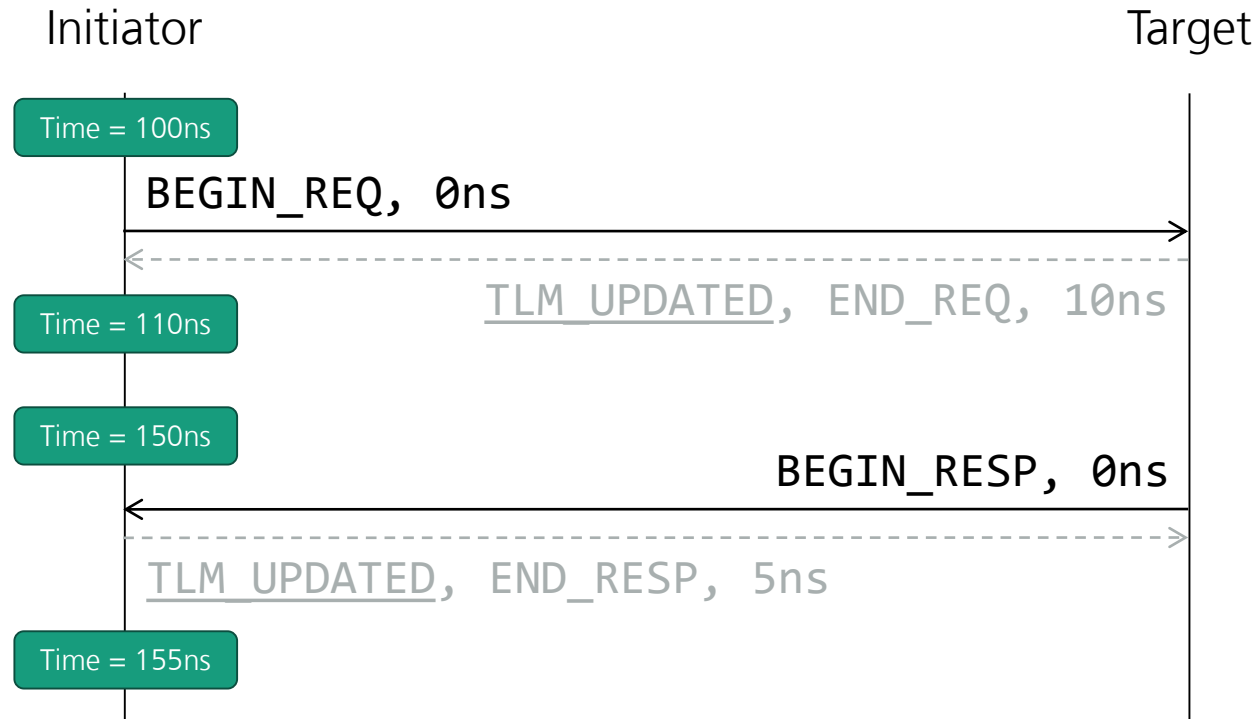 Initiator
Target
Time = 100ns
BEGIN_REQ, 0ns
TLM_UPDATED, END_REQ, 10ns
Time = 110ns
Time = 150ns
BEGIN_RESP, 0ns
TLM_UPDATED, END_RESP, 5ns
Time = 155ns